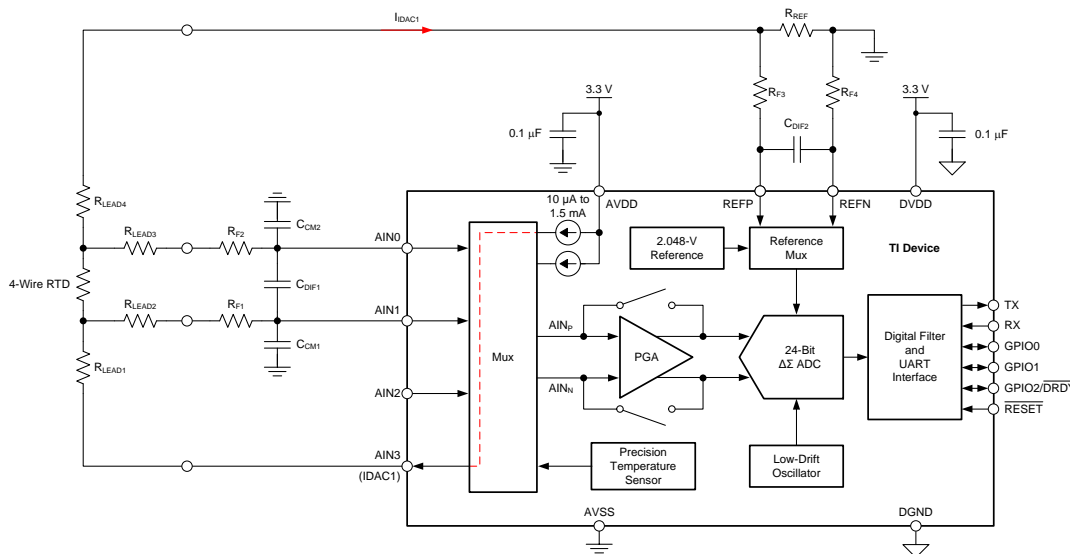 IIDAC1
RREF
3.3 V
RF3
RF4
3.3 V
0.1 µF
CDIF2
0.1 µF
RLEAD4
CCM2
10 µA to
1.5 mA
AVDD
REFP
REFN
DVDD
RLEAD3
RF2
AIN0
2.048-V
Reference
Reference
Mux
TI Device
4-Wire RTD
CDIF1
RLEAD2
RF1
AIN1
TX
RX
CCM1
Mux
AINP
PGA
24-Bit
ΔΣ ADC
Digital Filter
and
UART
Interface
GPIO0
GPIO1
RLEAD1
AIN2
AINN
GPIO2/DRDY
RESET
AIN3
(IDAC1)
Precision
Temperature
Sensor
Low-Drift
Oscillator
AVSS
DGND